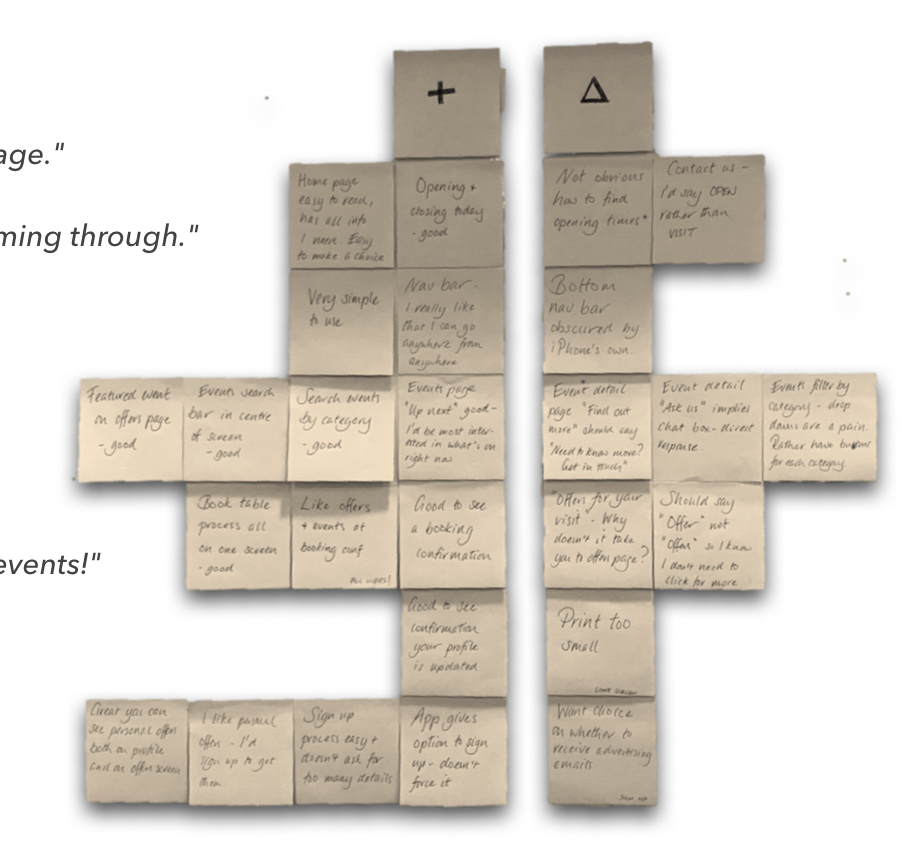 age."
ming through."
events!"
+
Δ
Home page
easy to read,
has all info
I need. Easy
to make a choice
Opening +
closing today
- good
Not obvious
how to find
opening times*
Contact us -
I'd say OPEN
rather than
VISIT
Very simple
to use
Nav bar.
I really like
that I can go
anywhere from
anywhere
Bottom
nav bar
obscured by
iPhone's own.
Featured event
on offers page
- good
Events search
bar in centre
of screen
- good
Search events
by category
- good
Events page
"Up next" good -
I'd be most inter-
ested in what's on
right now
Event detail
page "Find out
more" should say
"Need to know more?
Get in touch"
Event detail
"Ask us" implies
chat box - direct
response.
Events filter by
category - drop
downs are a pain.
Rather have buttons
for each category.
Book table
process all
on one screen
- good
Like offers
+ events at
booking conf
ALL USERS!
Good to see
a booking
confirmation
"Offers for your
visit" - Why
doesn't it take
you to offers page?
Should say
"Offer" not
"Offers" so I know
I don't need to
click for more
Good to see
confirmation
your profile
is updated
Print too
small
Great you can
see personal offers
both on profile
and on offers screen
I like personal
offers - I'd
sign up to get
them.
Sign up
process easy +
doesn't ask for
too many details
App gives
option to sign
up - doesn't
force it
Want choice
on whether to
receive advertising
emails
SIGN UP